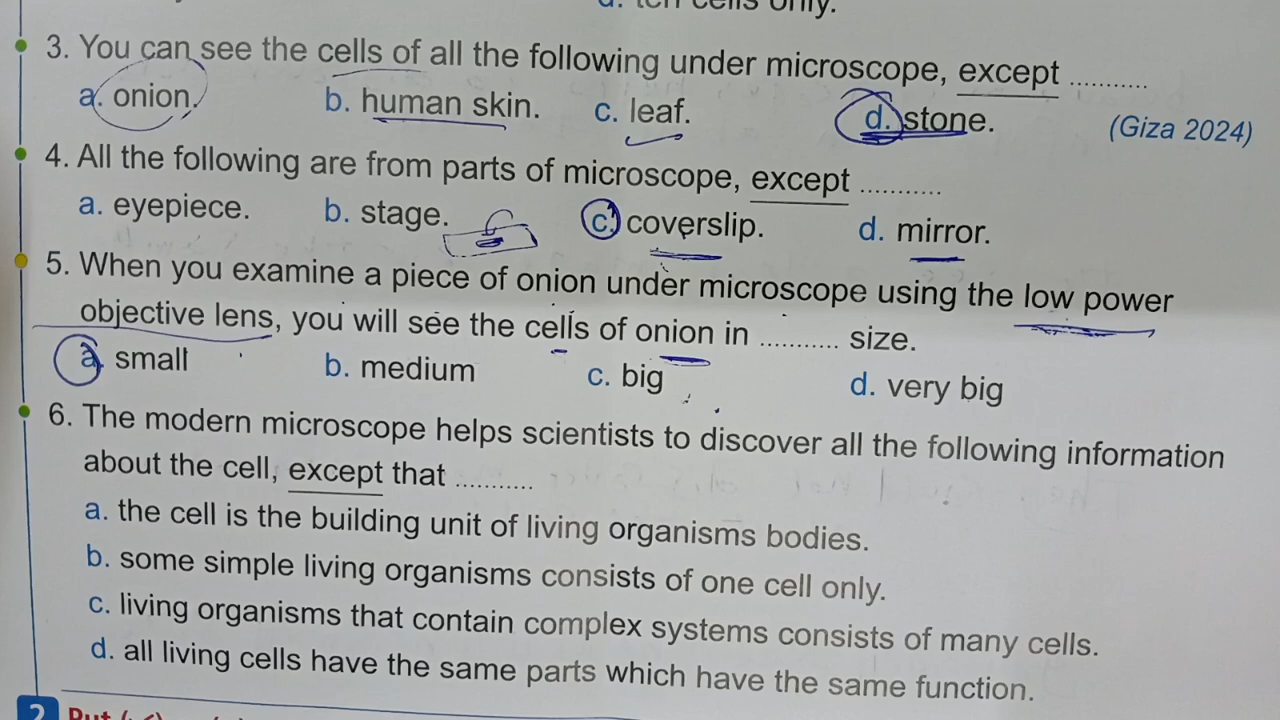 d. ten cells only.
3. You can see the cells of all the following under microscope, except ...........
a. onion. b. human skin. c. leaf. d. stone. (Giza 2024)
4. All the following are from parts of microscope, except ...........
a. eyepiece. b. stage. c. coverslip. d. mirror.
5. When you examine a piece of onion under microscope using the low power
objective lens, you will see the cells of onion in ........... size.
a. small b. medium c. big d. very big
6. The modern microscope helps scientists to discover all the following information
about the cell, except that ...........
a. the cell is the building unit of living organisms bodies.
b. some simple living organisms consists of one cell only.
c. living organisms that contain complex systems consists of many cells.
d. all living cells have the same parts which have the same function.
2 Put